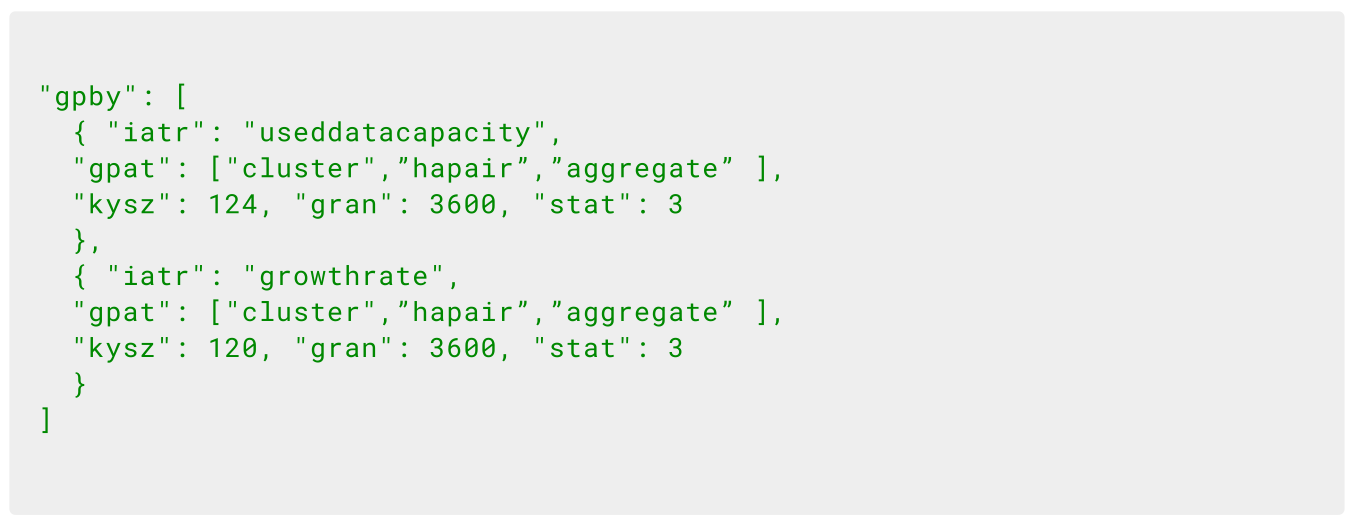 "gpby": [
{ "iatr": "useddatacapacity",
"gpat": ["cluster",”hapair”,”aggregate” ],
"kysz": 124, "gran": 3600, "stat": 3
},
{ "iatr": "growthrate",
"gpat": ["cluster",”hapair”,”aggregate” ],
"kysz": 120, "gran": 3600, "stat": 3
}
]